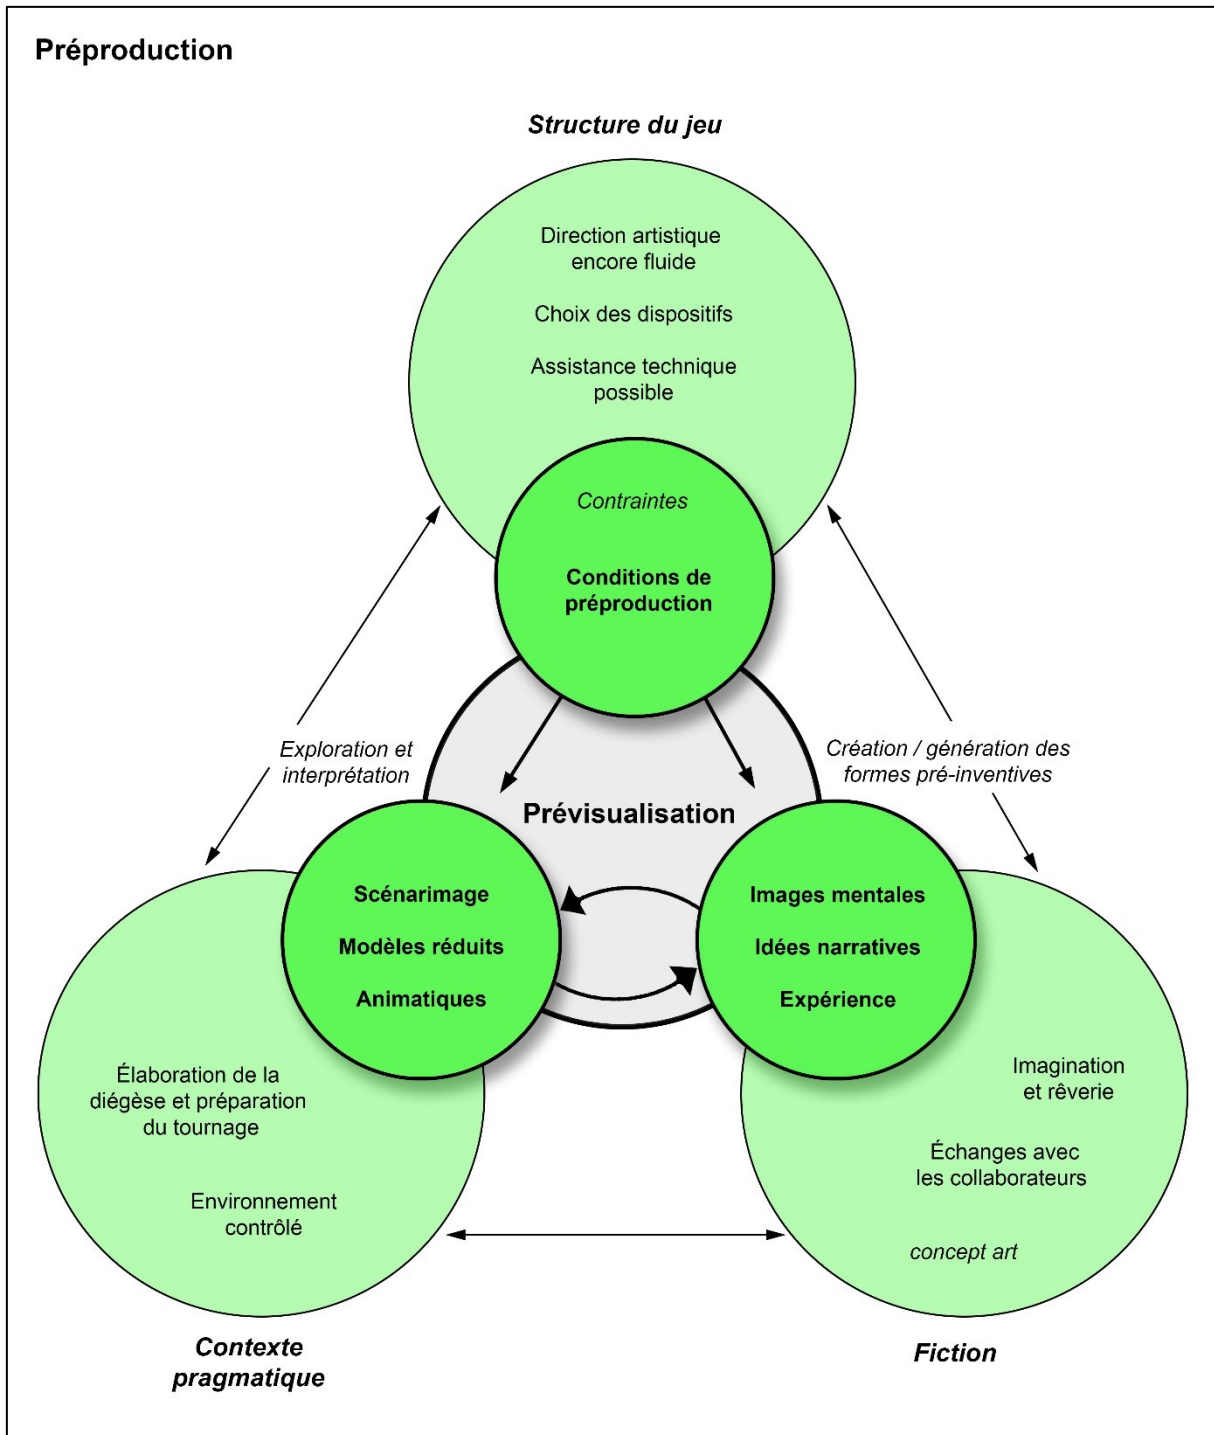 Préproduction
Structure du jeu
Direction artistique
encore fluide
Choix des dispositifs
Assistance technique
possible
Contraintes
Conditions de
préproduction
Exploration et
interprétation
Création / génération des
formes pré-inventives
Prévisualisation
Scénarimage
Modèles réduits
Animatiques
Images mentales
Idées narratives
Expérience
Élaboration de la
diégèse et préparation
du tournage
Environnement
contrôlé
Imagination
et rêverie
Échanges avec
les collaborateurs
concept art
Contexte
pragmatique
Fiction